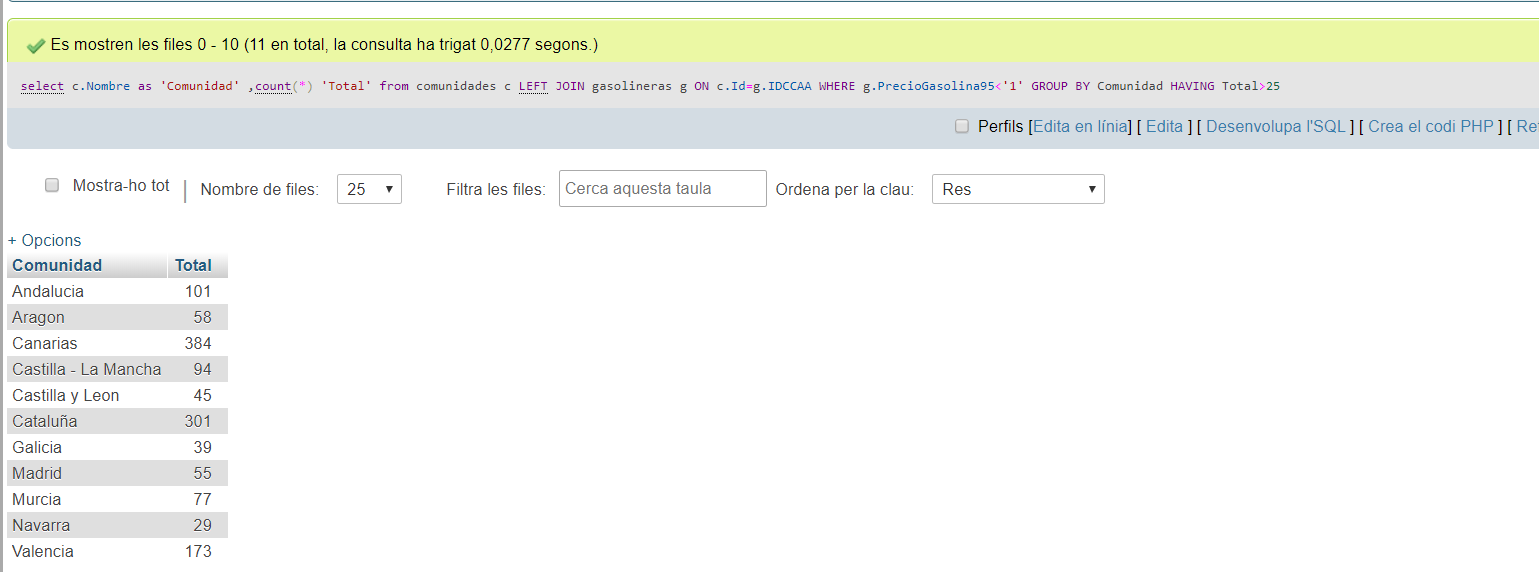 Es mostren les files 0 - 10 (11 en total, la consulta ha trigat 0,0277 segons.)
select c.Nombre as 'Comunidad' ,count(*) 'Total' from comunidades c LEFT JOIN gasolineras g ON c.Id=g.IDCCAA WHERE g.PrecioGasolina95<'1' GROUP BY Comunidad HAVING Total>25
Perfils [Edita en línia] [ Edita ] [ Desenvolupa l'SQL ] [ Crea el codi PHP ] [
Mostra-ho tot | Nombre de files: 25 Filtra les files: Cerca aquesta taula Ordena per la clau: Res
+ Opcions
Comunidad Total
Andalucia 101
Aragon 58
Canarias 384
Castilla - La Mancha 94
Castilla y Leon 45
Cataluña 301
Galicia 39
Madrid 55
Murcia 77
Navarra 29
Valencia 173